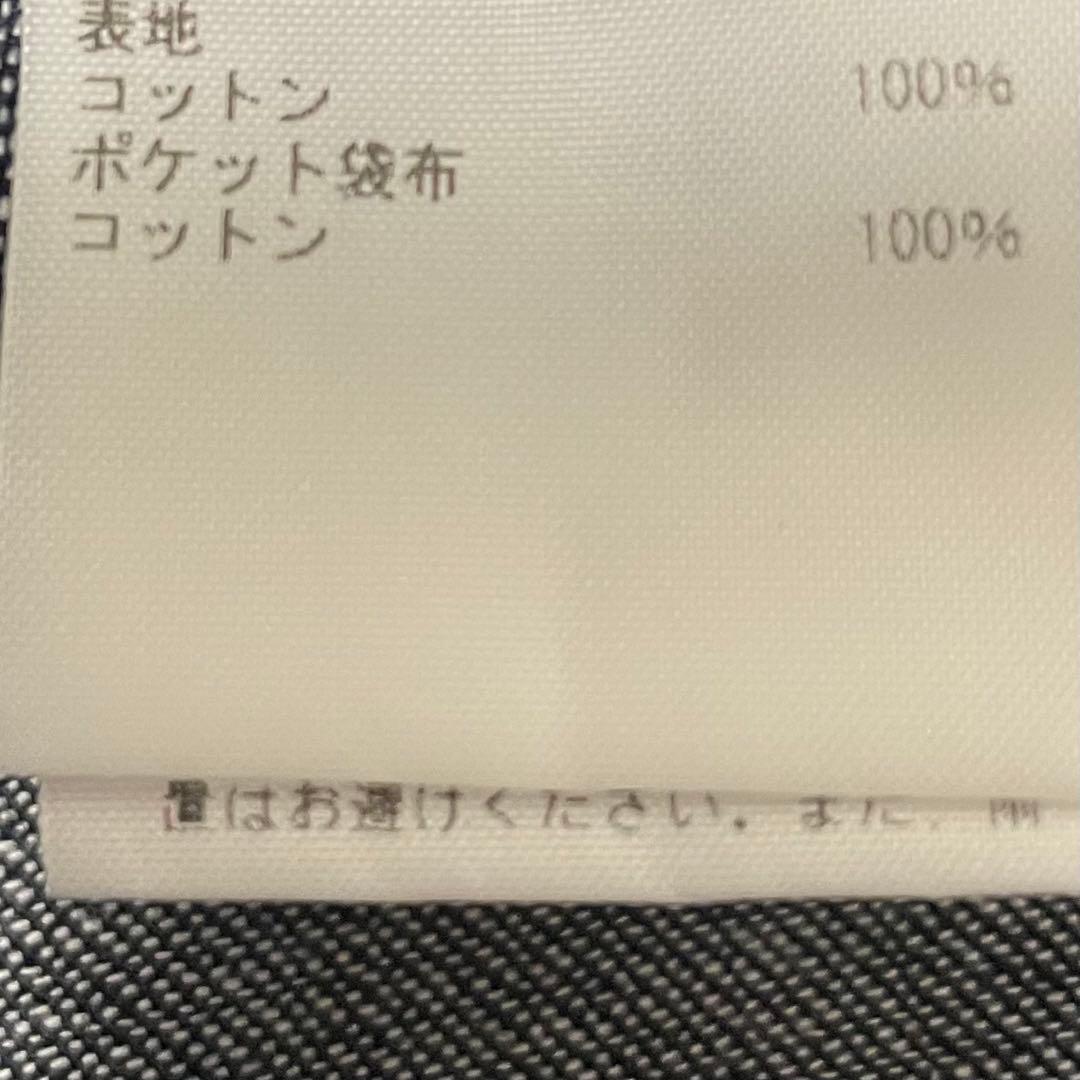 表地
コットン 100%
ポケット袋布
コットン 100%
置はお避けください. また,